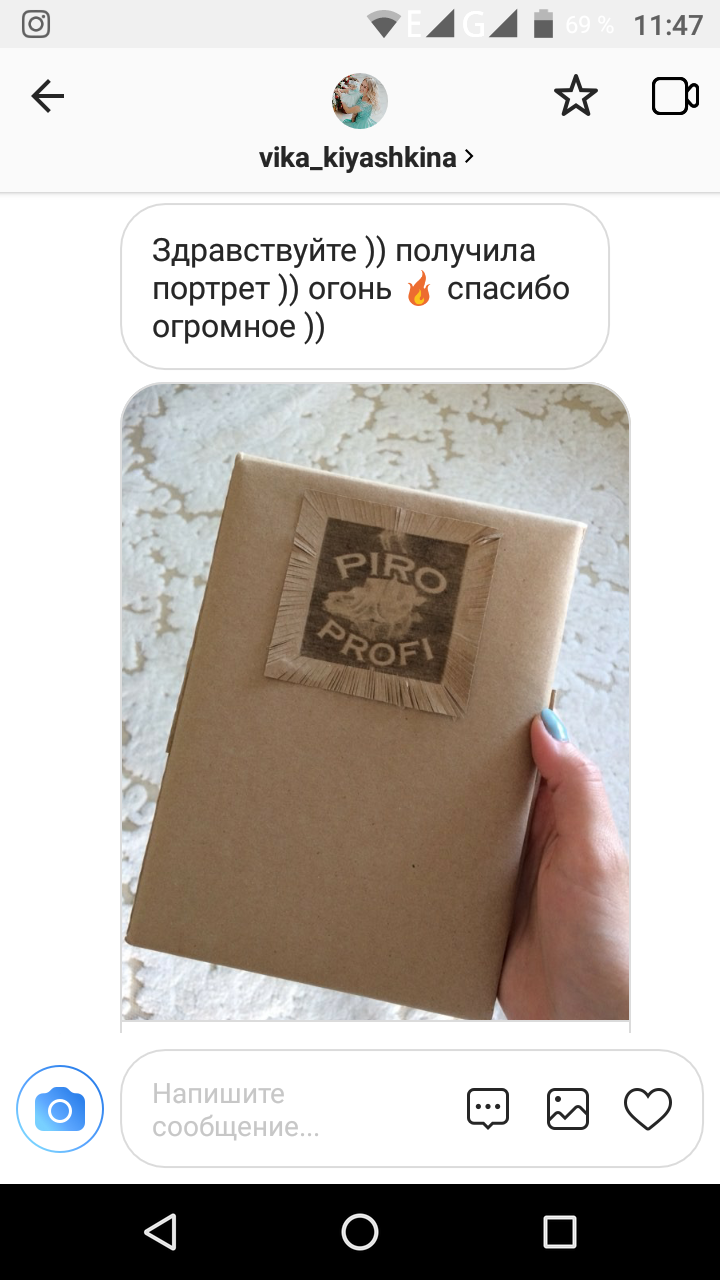 E G 69 % 11:47
vika_kiyashkina
Здравствуйте )) получила
портрет )) огонь 🔥 спасибо
огромное ))
PIRO
PROFI
Напишите
сообщение...